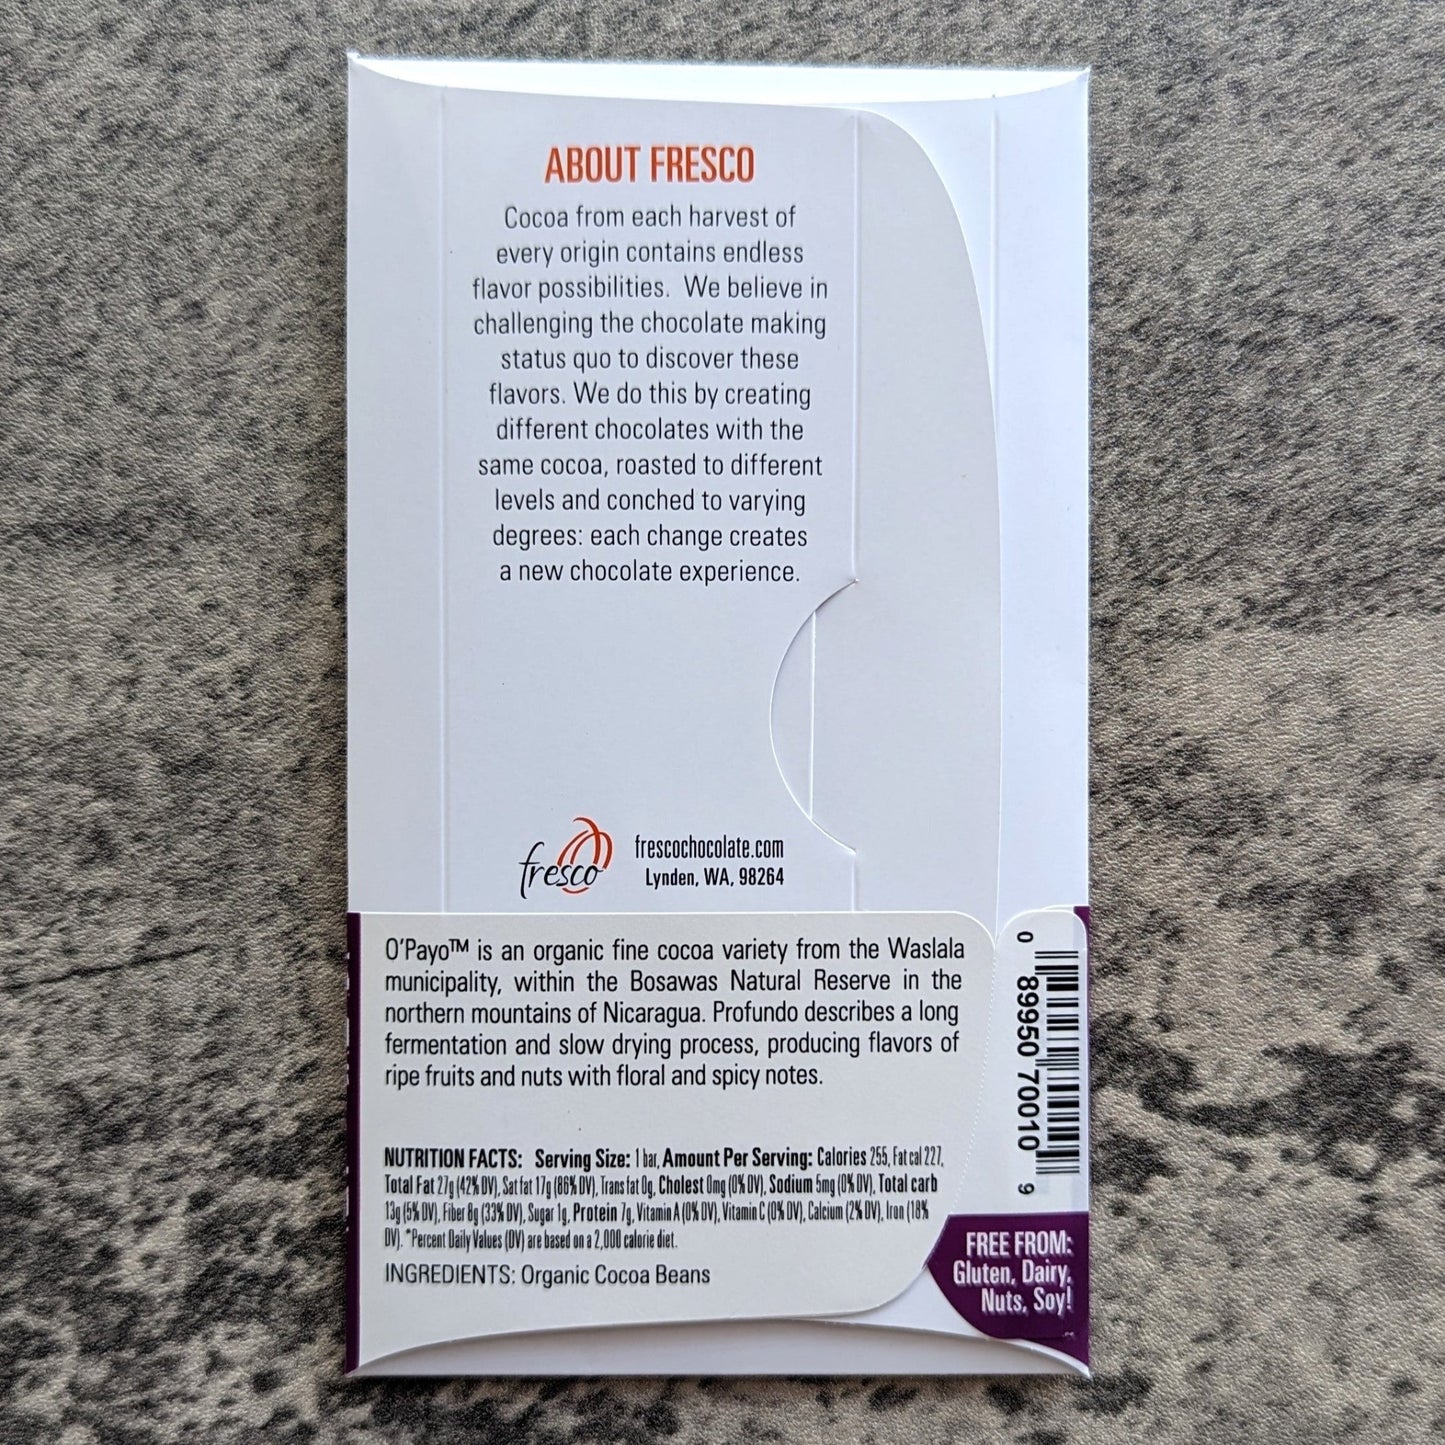 ABOUT FRESCO
Cocoa from each harvest of
every origin contains endless
flavor possibilities. We believe in
challenging the chocolate making
status quo to discover these
flavors. We do this by creating
different chocolates with the
same cocoa, roasted to different
levels and conched to varying
degrees: each change creates
a new chocolate experience.
fresco
frescochocolate.com
Lynden, WA, 98264
O'Payo™ is an organic fine cocoa variety from the Waslala
municipality, within the Bosawas Natural Reserve in the
northern mountains of Nicaragua. Profundo describes a long
fermentation and slow drying process, producing flavors of
ripe fruits and nuts with floral and spicy notes.
NUTRITION FACTS: Serving Size: 1 bar, Amount Per Serving: Calories 255, Fat cal 227,
Total Fat 27g (42% DV), Sat fat 17g (86% DV), Trans fat 0g, Cholest 0mg (0% DV), Sodium 5mg (0% DV), Total carb
13g (5% DV), Fiber 8g (33% DV), Sugar 1g, Protein 7g, Vitamin A (0% DV), Vitamin C (0% DV), Calcium (2% DV), Iron (18%
DV). *Percent Daily Values (DV) are based on a 2,000 calorie diet.
INGREDIENTS: Organic Cocoa Beans
0 89950 70010 9
FREE FROM:
Gluten, Dairy,
Nuts, Soy!